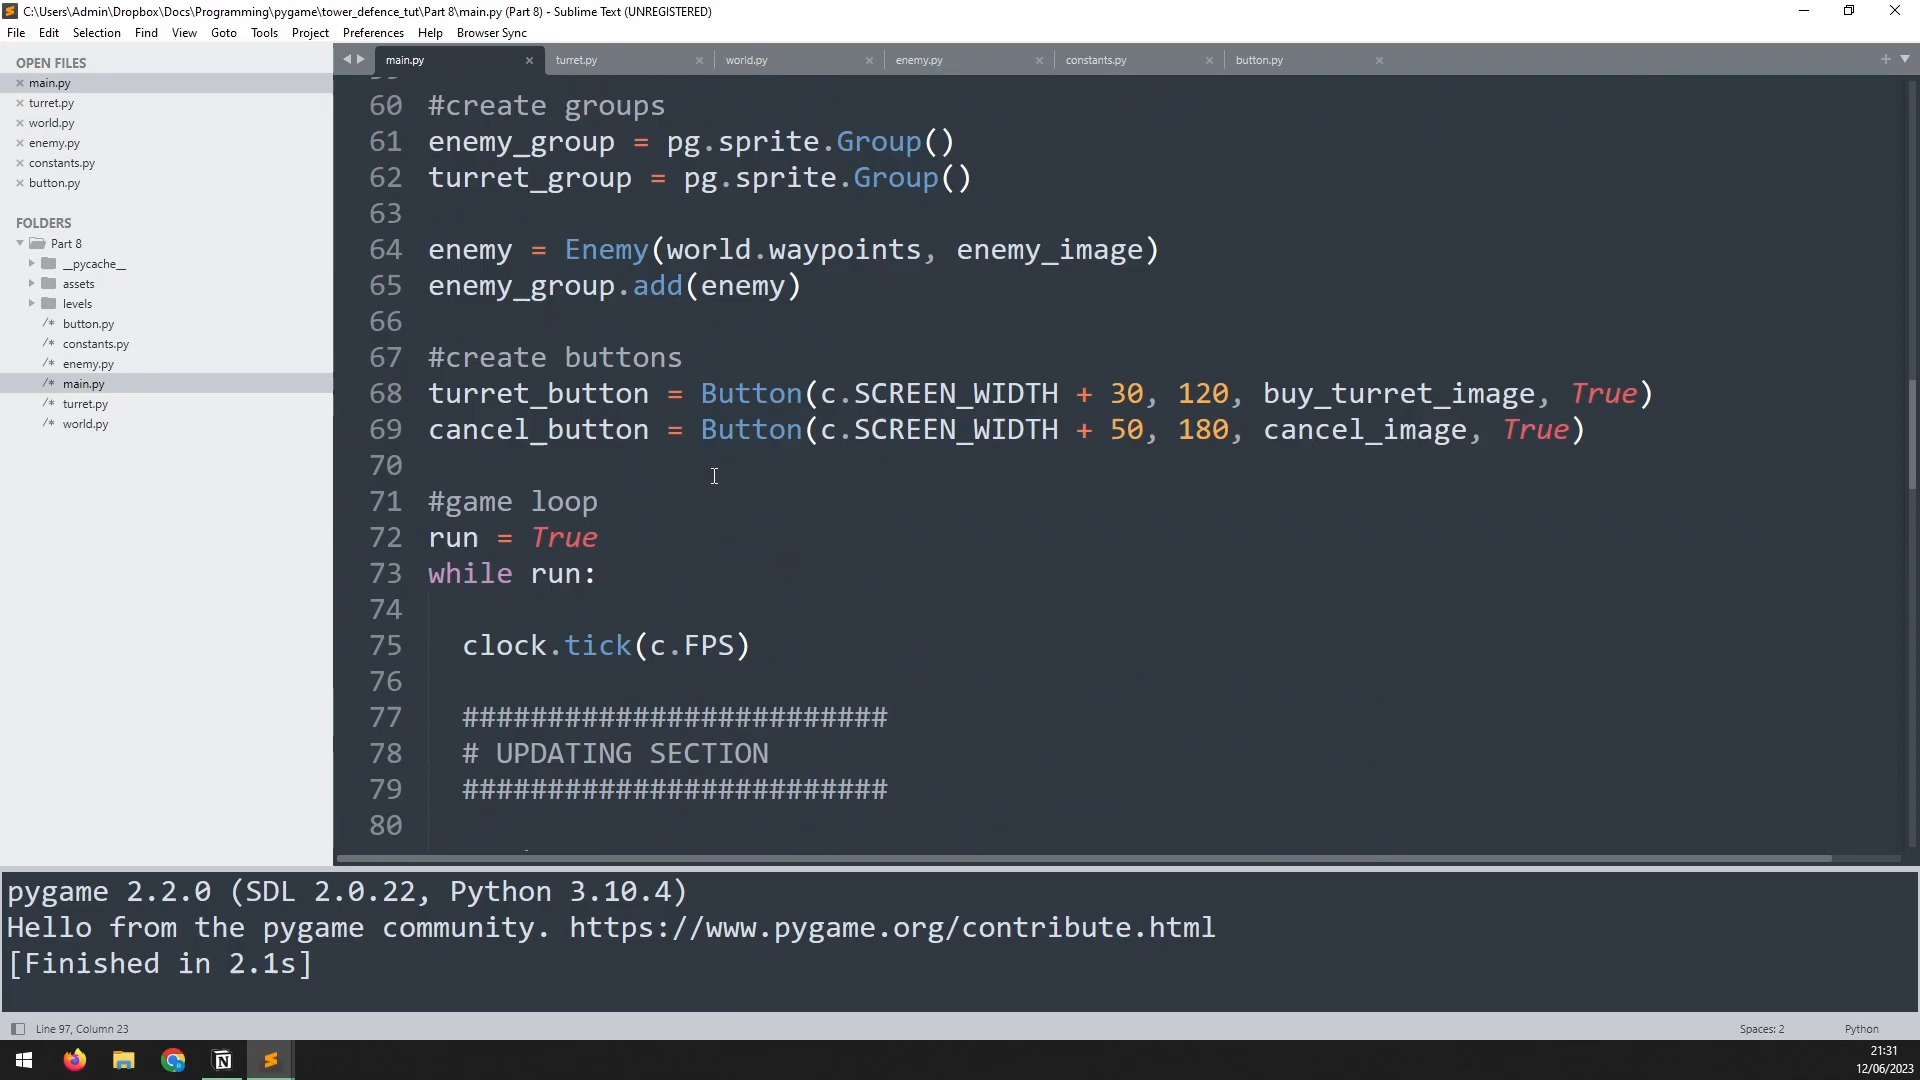 C:\Users\Admin\Dropbox\Docs\Programming\pygame\tower_defence_tut\Part 8\main.py (Part 8) - Sublime Text (UNREGISTERED)
File Edit Selection Find View Goto Tools Project Preferences Help Browser Sync
OPEN FILES
main.py
turret.py
world.py
enemy.py
constants.py
button.py
FOLDERS
Part 8
__pycache__
assets
levels
/* button.py
/* constants.py
/* enemy.py
/* main.py
/* turret.py
/* world.py
main.py turret.py world.py enemy.py constants.py button.py
60 #create groups
61 enemy_group = pg.sprite.Group()
62 turret_group = pg.sprite.Group()
63
64 enemy = Enemy(world.waypoints, enemy_image)
65 enemy_group.add(enemy)
66
67 #create buttons
68 turret_button = Button(c.SCREEN_WIDTH + 30, 120, buy_turret_image, True)
69 cancel_button = Button(c.SCREEN_WIDTH + 50, 180, cancel_image, True)
70
71 #game loop
72 run = True
73 while run:
74
75 clock.tick(c.FPS)
76
77 #########################
78 # UPDATING SECTION
79 #########################
80
pygame 2.2.0 (SDL 2.0.22, Python 3.10.4)
Hello from the pygame community. https://www.pygame.org/contribute.html
[Finished in 2.1s]
Line 97, Column 23
Spaces: 2
Python
21:31
12/06/2023